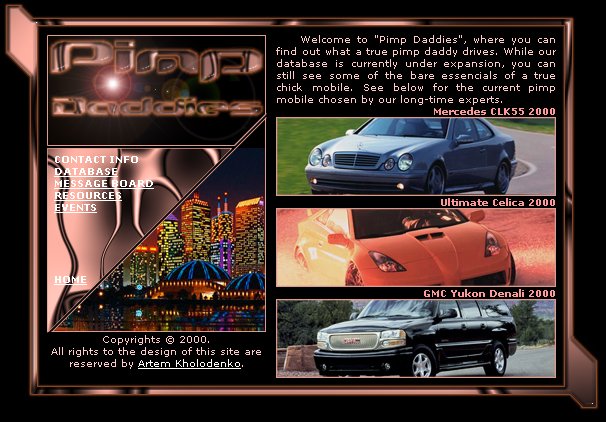 Pimp
Daddies
Welcome to "Pimp Daddies", where you can
find out what a true pimp daddy drives. While our
database is currently under expansion, you can
still see some of the bare essencials of a true
chick mobile. See below for the current pimp
mobile chosen by our long-time experts.
Mercedes CLK55 2000
Ultimate Celica 2000
GMC Yukon Denali 2000
CONTACT INFO
DATABASE
MESSAGE BOARD
RESOURCES
EVENTS
HOME
Copyrights © 2000.
All rights to the design of this site are
reserved by Artem Kholodenko.